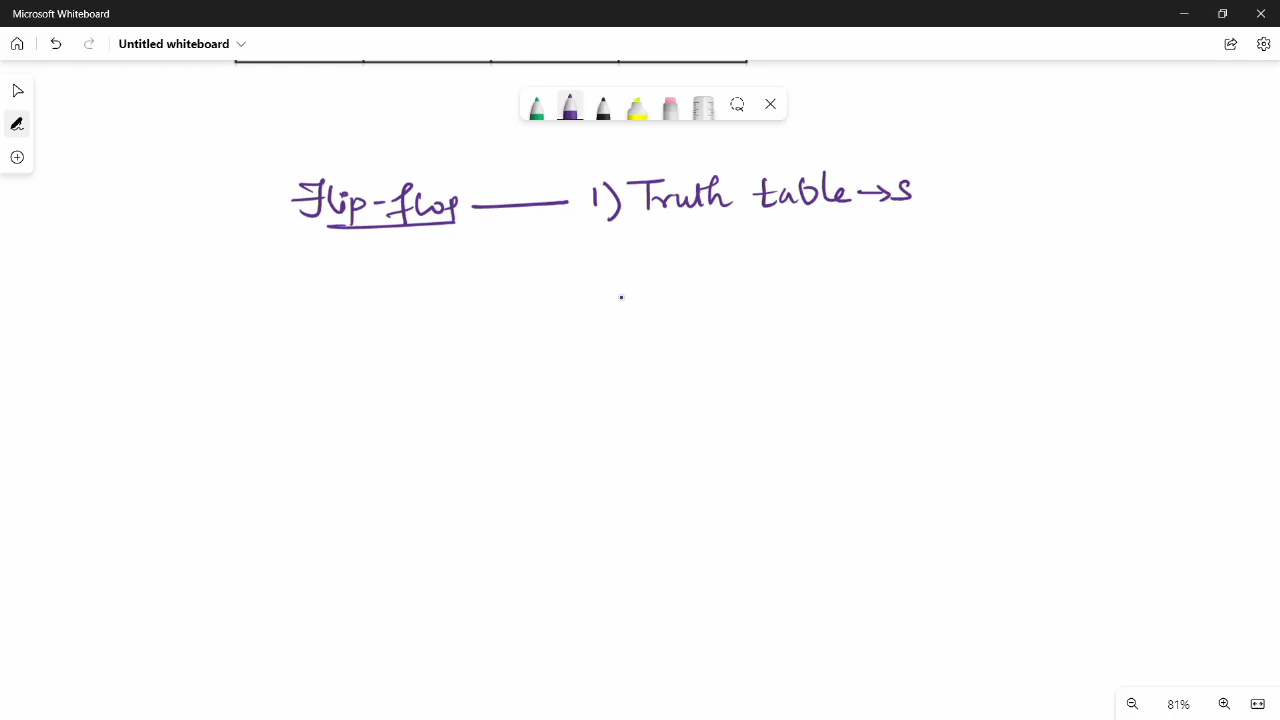 Microsoft Whiteboard
Untitled whiteboard
Flip-flop —— 1) Truth table → s
81%